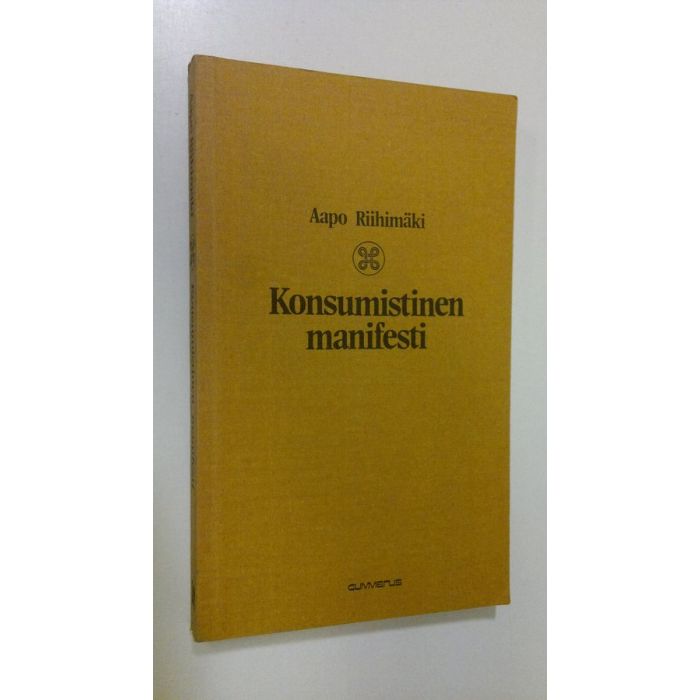 Aapo Riihimäki
Konsumistinen
manifesti
GUMMERUS